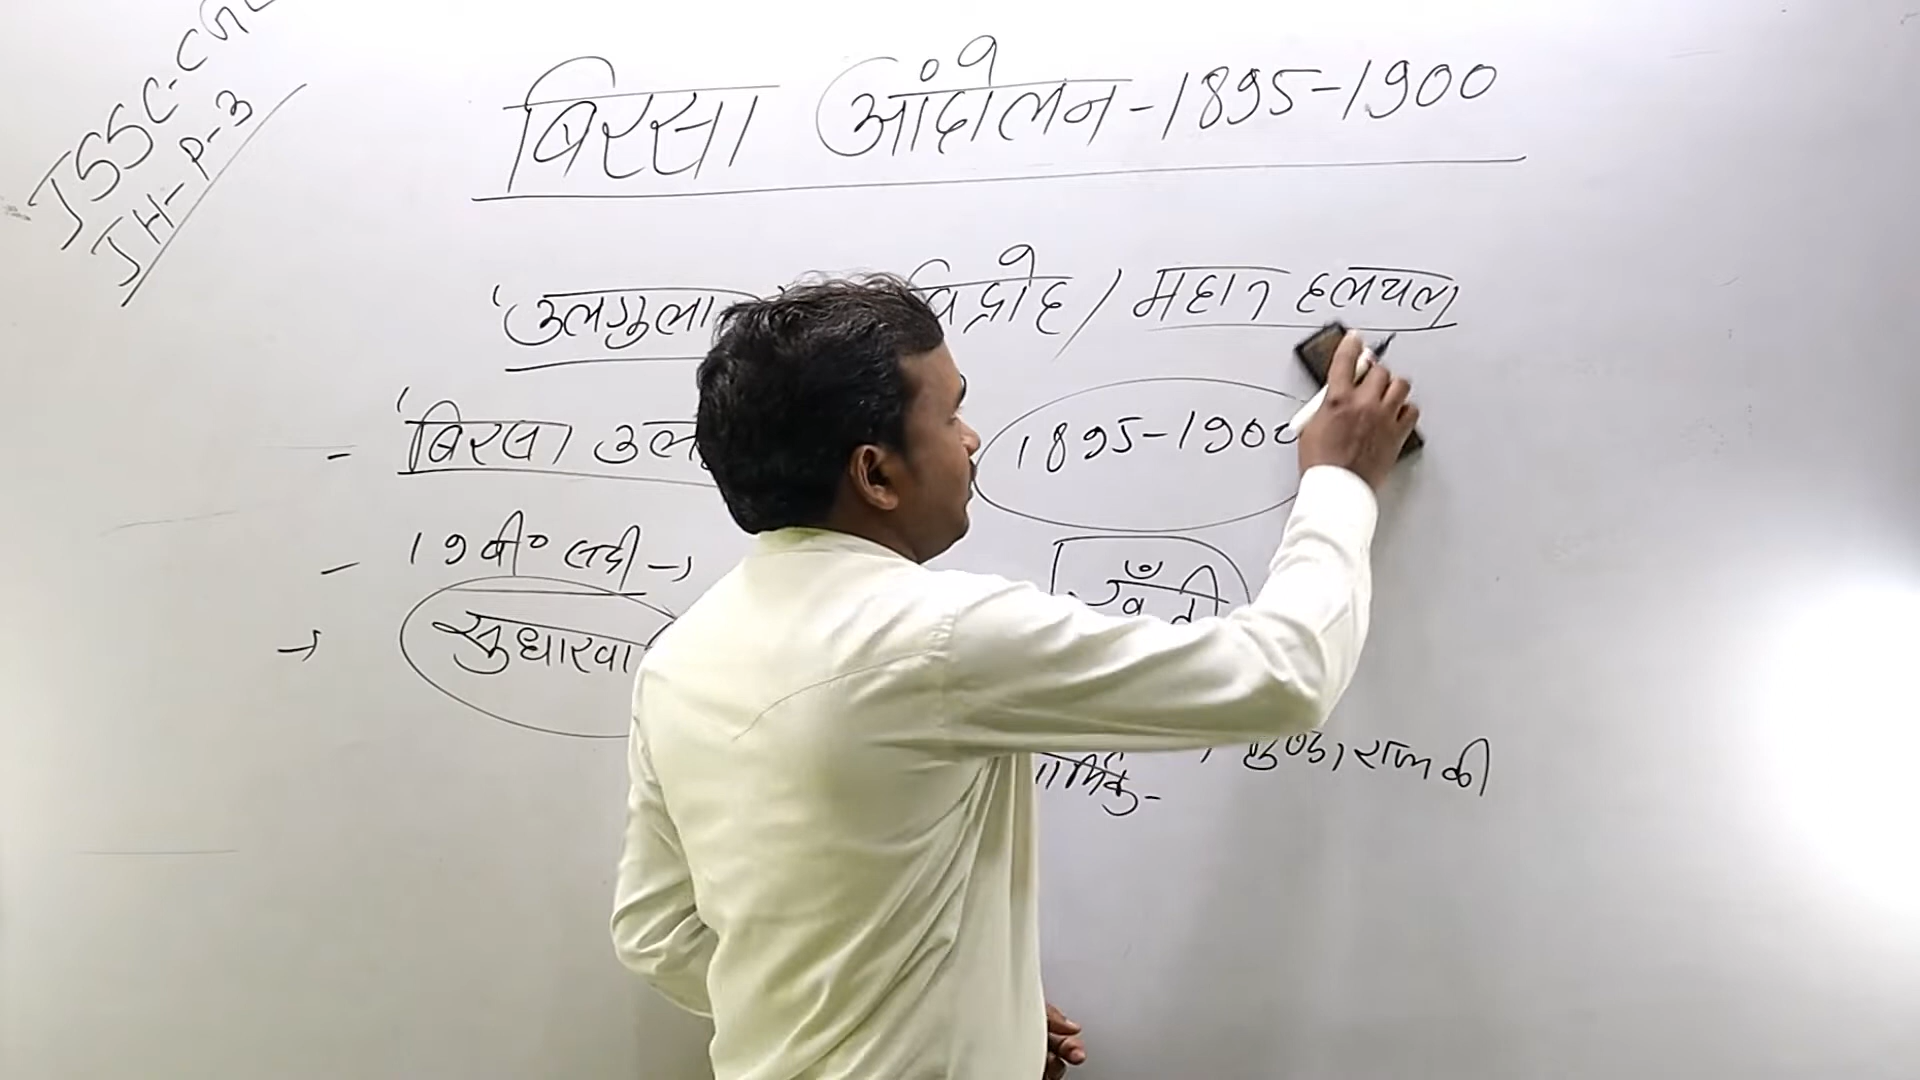 JSSC-CGL
JH-P-3
बिरसा आंदोलन-1895-1900
'उलगुला विद्रोह / महान हलचल
- 'बिरसा उल 1895-1900
- 19वी० सदी →
→ सुधारवा
मुण्डा राज्य की